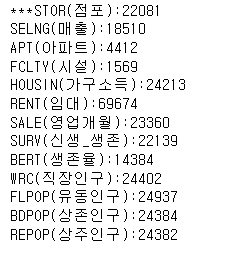 ***STOR(점포):22081
SELNG(매출):18510
APT(아파트):4412
FCLTY(시설):1569
HOUSIN(가구소득):24213
RENT(임대):69674
SALE(영업개월):23360
SURV(신생_생존):22139
BERT(생존율):14384
WRC(직장인구):24402
FLPOP(유동인구):24937
BDPOP(상존인구):24384
REPOP(상주인구):24382